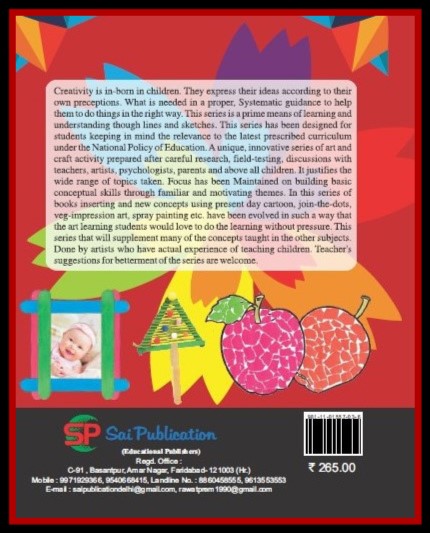 Creativity is in-born in children. They express their ideas according to their
own preceptions. What is needed in a proper, Systematic guidance to help
them to do things in the right way. This series is a prime means of learning and
understanding though lines and sketches. This series has been designed for
students keeping in mind the relevance to the latest prescribed curriculum
under the National Policy of Education. A unique, innovative series of art and
craft activity prepared after careful research, field-testing, discussions with
teachers, artists, psychologists, parents and above all children. It justifies the
wide range of topics taken. Focus has been Maintained on building basic
conceptual skills through familiar and motivating themes. In this series of
books inserting and new concepts using present day cartoon, join-the-dots,
veg-impression art, spray painting etc. have been evolved in such a way that
the art learning students would love to do the learning without pressure. This
series that will supplement many of the concepts taught in the other subjects.
Done by artists who have actual experience of teaching children. Teacher's
suggestions for betterment of the series are welcome.
SP Sai Publication
(Educational Publishers)
Regd. Office :
C-91 , Basantpur, Amar Nagar, Faridabad- 121003 (Hr.)
Mobile : 9971929366, 9540668415, Landline No. : 8860458555, 9613553553
E-mail : saipublicationdelhi@gmail.com, rawatprem1990@gmail.com
₹ 265.00